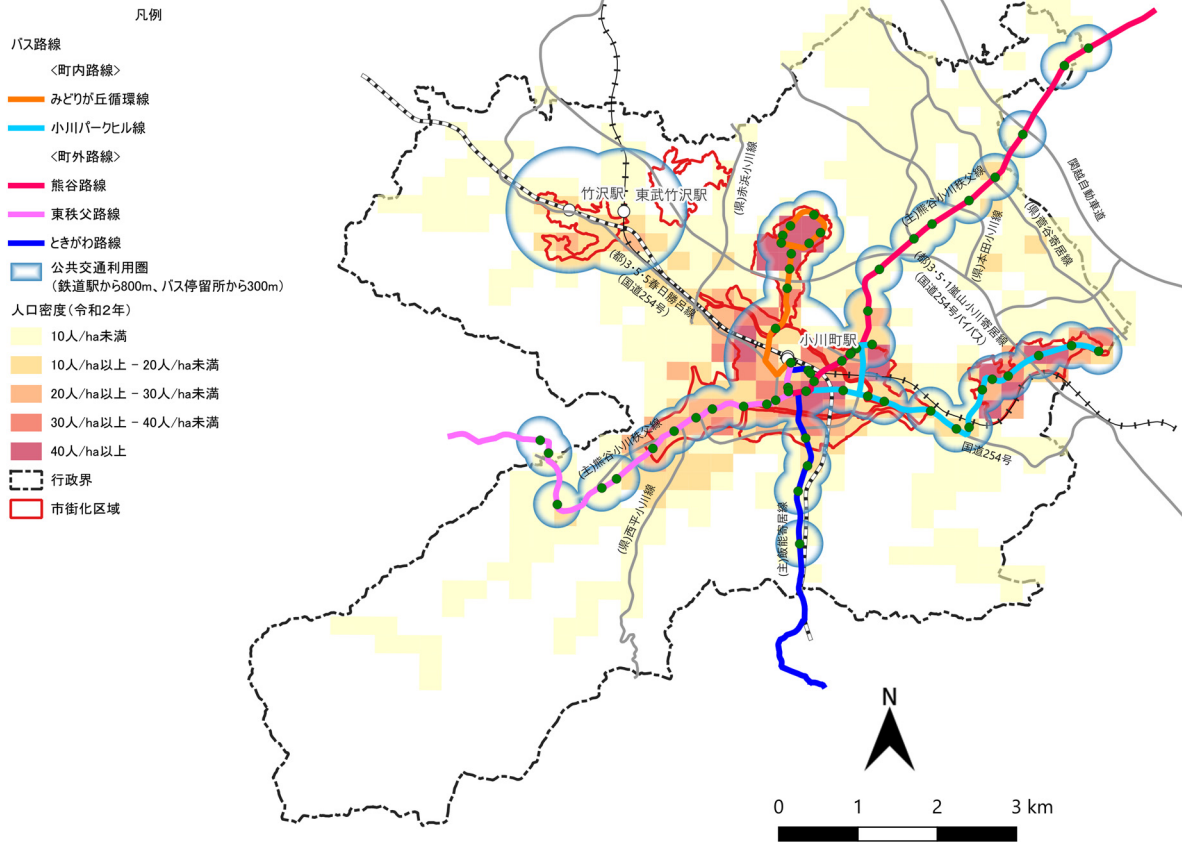 凡例
バス路線
<町内路線>
みどりが丘循環線
小川パークヒル線
<町外路線>
熊谷路線
東秩父路線
ときがわ路線
公共交通利用圏
(鉄道駅から800m、バス停留所から300m)
人口密度(令和2年)
10人/ha未満
10人/ha以上 - 20人/ha未満
20人/ha以上 - 30人/ha未満
30人/ha以上 - 40人/ha未満
40人/ha以上
行政界
市街化区域
竹沢駅
東武竹沢駅
(県)赤浜小川線
(主)熊谷小川秩父線
関越自動車道
(県)菅谷寄居線
(県)本田小川線
(都)3・5・5春日勝呂線
(国道254号)
(都)3・5・1嵐山小川寄居線
(国道254号バイパス)
小川町駅
(主)熊谷小川秩父線
国道254号
(県)西平小川線
(主)飯能寄居線
N
0 1 2 3 km